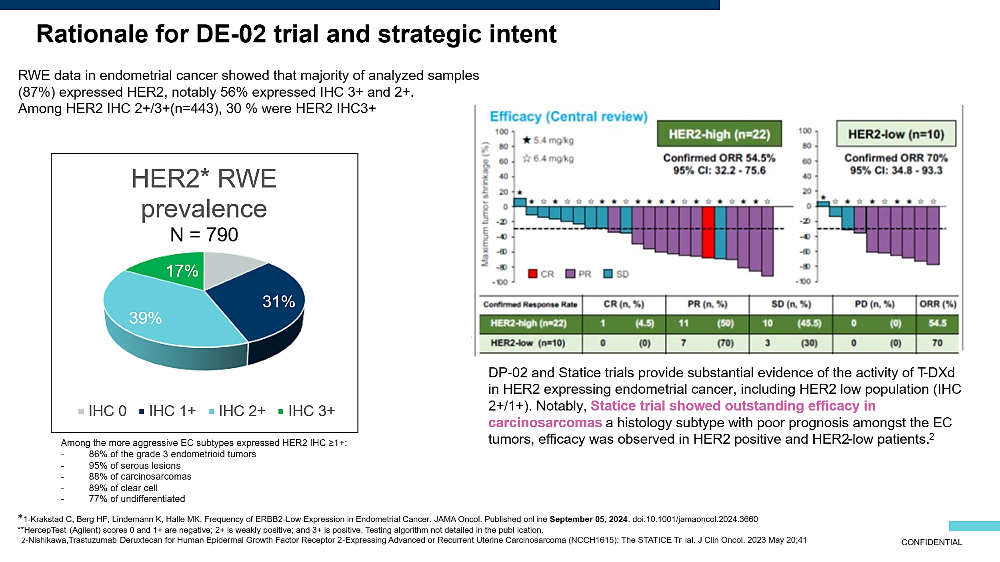 Rationale for DE-02 trial and strategic intent
RWE data in endometrial cancer showed that majority of analyzed samples
(87%) expressed HER2, notably 56% expressed IHC 3+ and 2+.
Among HER2 IHC 2+/3+(n=443), 30 % were HER2 IHC3+
HER2* RWE
prevalence
N = 790
17%
31%
39%
IHC 0 IHC 1+ IHC 2+ IHC 3+
Among the more aggressive EC subtypes expressed HER2 IHC ≥1+:
- 86% of the grade 3 endometrioid tumors
- 95% of serous lesions
- 88% of carcinosarcomas
- 89% of clear cell
- 77% of undifferentiated
Efficacy (Central review)
Maximum tumor shrinkage (%)
100
80
60
40
20
0
-20
-40
-60
-80
-100
★ 5.4 mg/kg
☆ 6.4 mg/kg
HER2-high (n=22)
Confirmed ORR 54.5%
95% CI: 32.2 - 75.6
CR PR SD
100
80
60
40
20
0
-20
-40
-60
-80
-100
HER2-low (n=10)
Confirmed ORR 70%
95% CI: 34.8 - 93.3
Confirmed Response Rate CR (n, %) PR (n, %) SD (n, %) PD (n, %) ORR (%)
HER2-high (n=22) 1 (4.5) 11 (50) 10 (45.5) 0 (0) 54.5
HER2-low (n=10) 0 (0) 7 (70) 3 (30) 0 (0) 70
DP-02 and Statice trials provide substantial evidence of the activity of T-DXd
in HER2 expressing endometrial cancer, including HER2 low population (IHC
2+/1+). Notably, Statice trial showed outstanding efficacy in
carcinosarcomas a histology subtype with poor prognosis amongst the EC
tumors, efficacy was observed in HER2 positive and HER2-low patients.2
*1-Krakstad C, Berg HF, Lindemann K, Halle MK. Frequency of ERBB2-Low Expression in Endometrial Cancer. JAMA Oncol. Published onl ine September 05, 2024. doi:10.1001/jamaoncol.2024.3660
**HercepTest (Agilent) scores 0 and 1+ are negative; 2+ is weakly positive; and 3+ is positive. Testing algorithm not detailed in the publ ication.
2-Nishikawa,Trastuzumab Deruxtecan for Human Epidermal Growth Factor Receptor 2-Expressing Advanced or Recurrent Uterine Carcinosarcoma (NCCH1615): The STATICE Tr ial. J Clin Oncol. 2023 May 20;41
CONFIDENTIAL